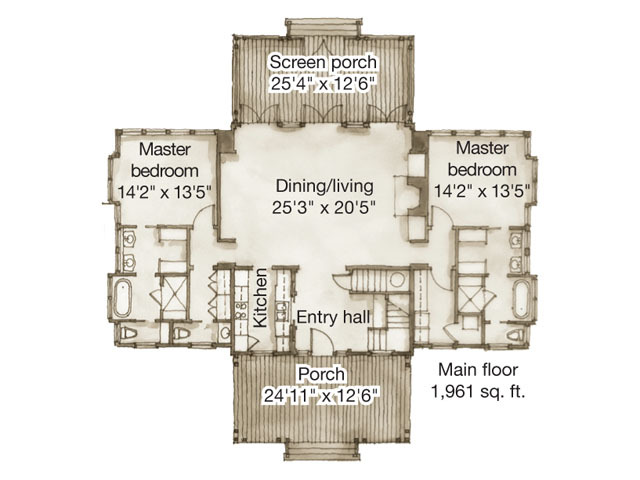 Screen porch
25'4" x 12'6"
Master
bedroom
14'2" x 13'5"
Dining/living
25'3" x 20'5"
Master
bedroom
14'2" x 13'5"
Kitchen
Entry hall
Porch
24'11" x 12'6"
Main floor
1,961 sq. ft.